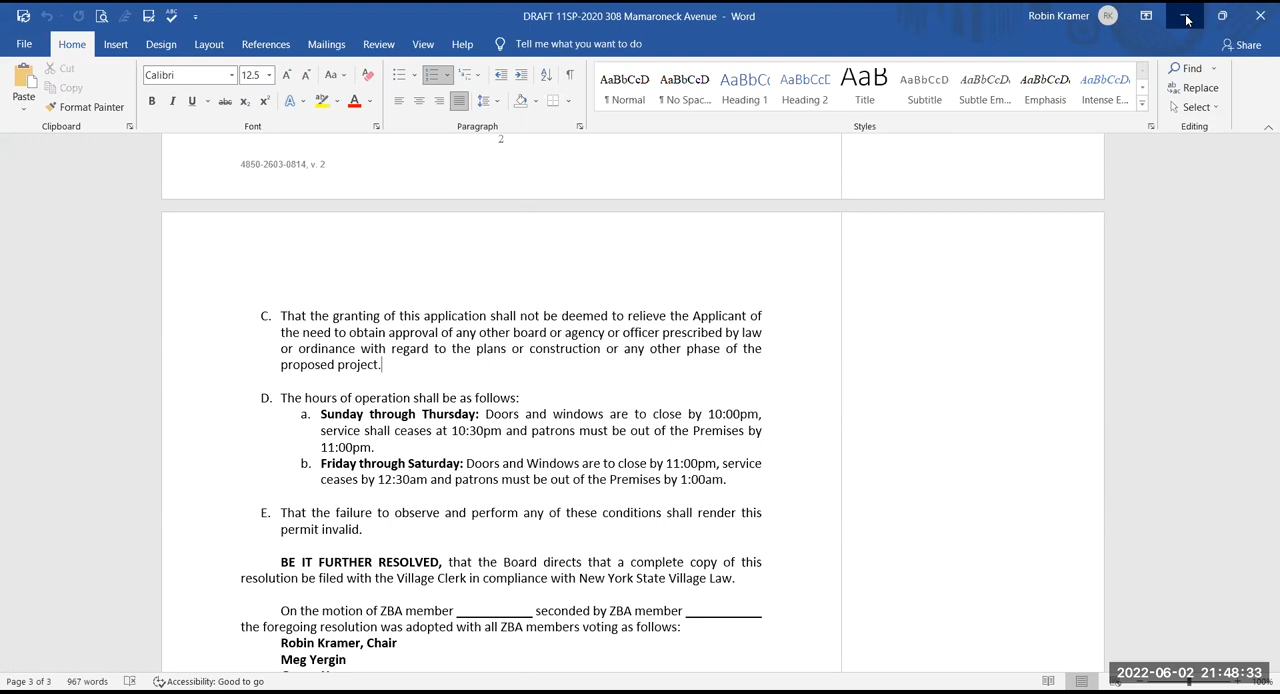 DRAFT 11SP-2020 308 Mamaroneck Avenue - Word
Robin Kramer RK
File Home Insert Design Layout References Mailings Review View Help Tell me what you want to do
Share
Paste
Cut
Copy
Format Painter
Clipboard
Calibri 12.5
Font
Paragraph
AaBbCcD ¶ Normal
AaBbCcD ¶ No Spac...
AaBbC Heading 1
AaBbCcD Heading 2
AaB Title
AaBbCcD Subtitle
AaBbCcD Subtle Em...
AaBbCcD Emphasis
AaBbCcD Intense E...
Styles
Find
Replace
Select
Editing
2
4850-2603-0814, v. 2
C. That the granting of this application shall not be deemed to relieve the Applicant of
the need to obtain approval of any other board or agency or officer prescribed by law
or ordinance with regard to the plans or construction or any other phase of the
proposed project.
D. The hours of operation shall be as follows:
a. Sunday through Thursday: Doors and windows are to close by 10:00pm,
service shall ceases at 10:30pm and patrons must be out of the Premises by
11:00pm.
b. Friday through Saturday: Doors and Windows are to close by 11:00pm, service
ceases by 12:30am and patrons must be out of the Premises by 1:00am.
E. That the failure to observe and perform any of these conditions shall render this
permit invalid.
BE IT FURTHER RESOLVED, that the Board directs that a complete copy of this
resolution be filed with the Village Clerk in compliance with New York State Village Law.
On the motion of ZBA member ___________ seconded by ZBA member ___________
the foregoing resolution was adopted with all ZBA members voting as follows:
Robin Kramer, Chair
Meg Yergin
Page 3 of 3 967 words Accessibility: Good to go
2022-06-02 21:48:33
100%